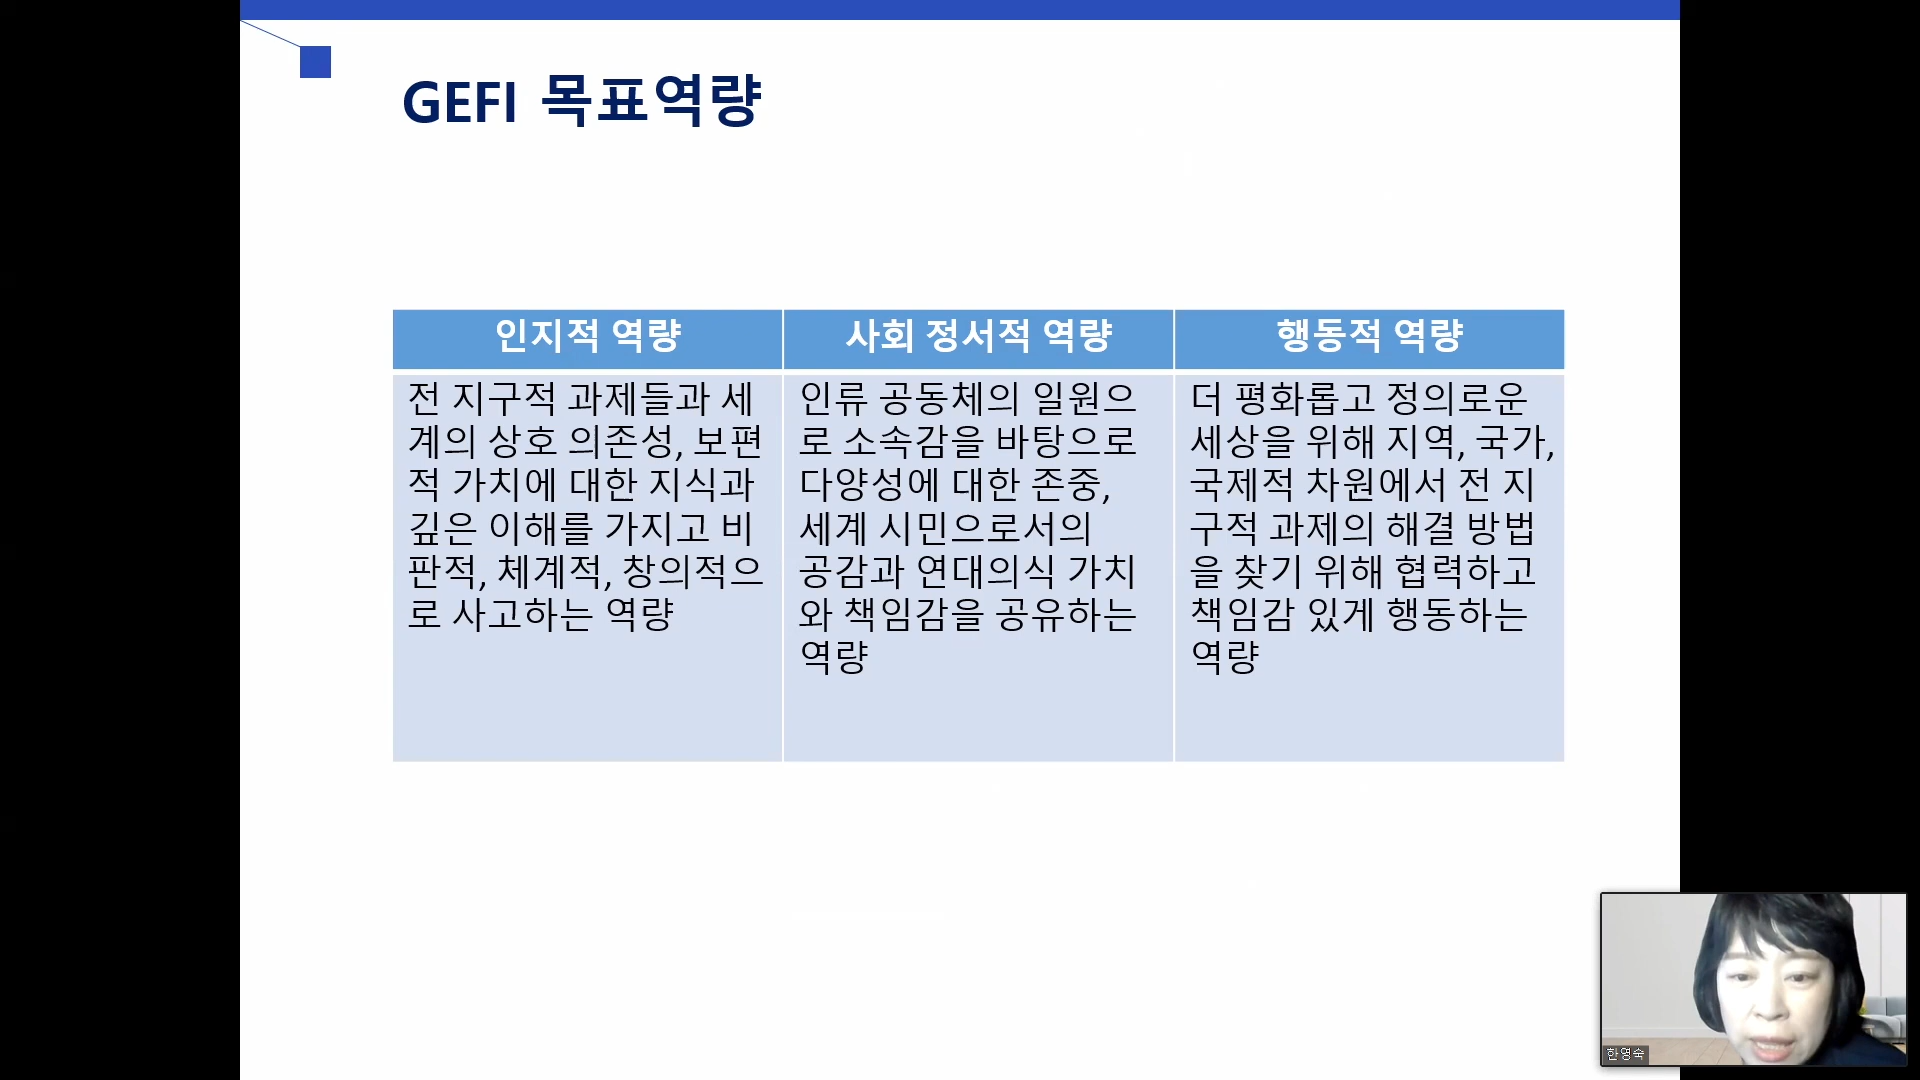 GEFI 목표역량
인지적 역량
전 지구적 과제들과 세
계의 상호 의존성, 보편
적 가치에 대한 지식과
깊은 이해를 가지고 비
판적, 체계적, 창의적으
로 사고하는 역량
사회 정서적 역량
인류 공동체의 일원으
로 소속감을 바탕으로
다양성에 대한 존중,
세계 시민으로서의
공감과 연대의식 가치
와 책임감을 공유하는
역량
행동적 역량
더 평화롭고 정의로운
세상을 위해 지역, 국가,
국제적 차원에서 전 지
구적 과제의 해결 방법
을 찾기 위해 협력하고
책임감 있게 행동하는
역량
한영숙